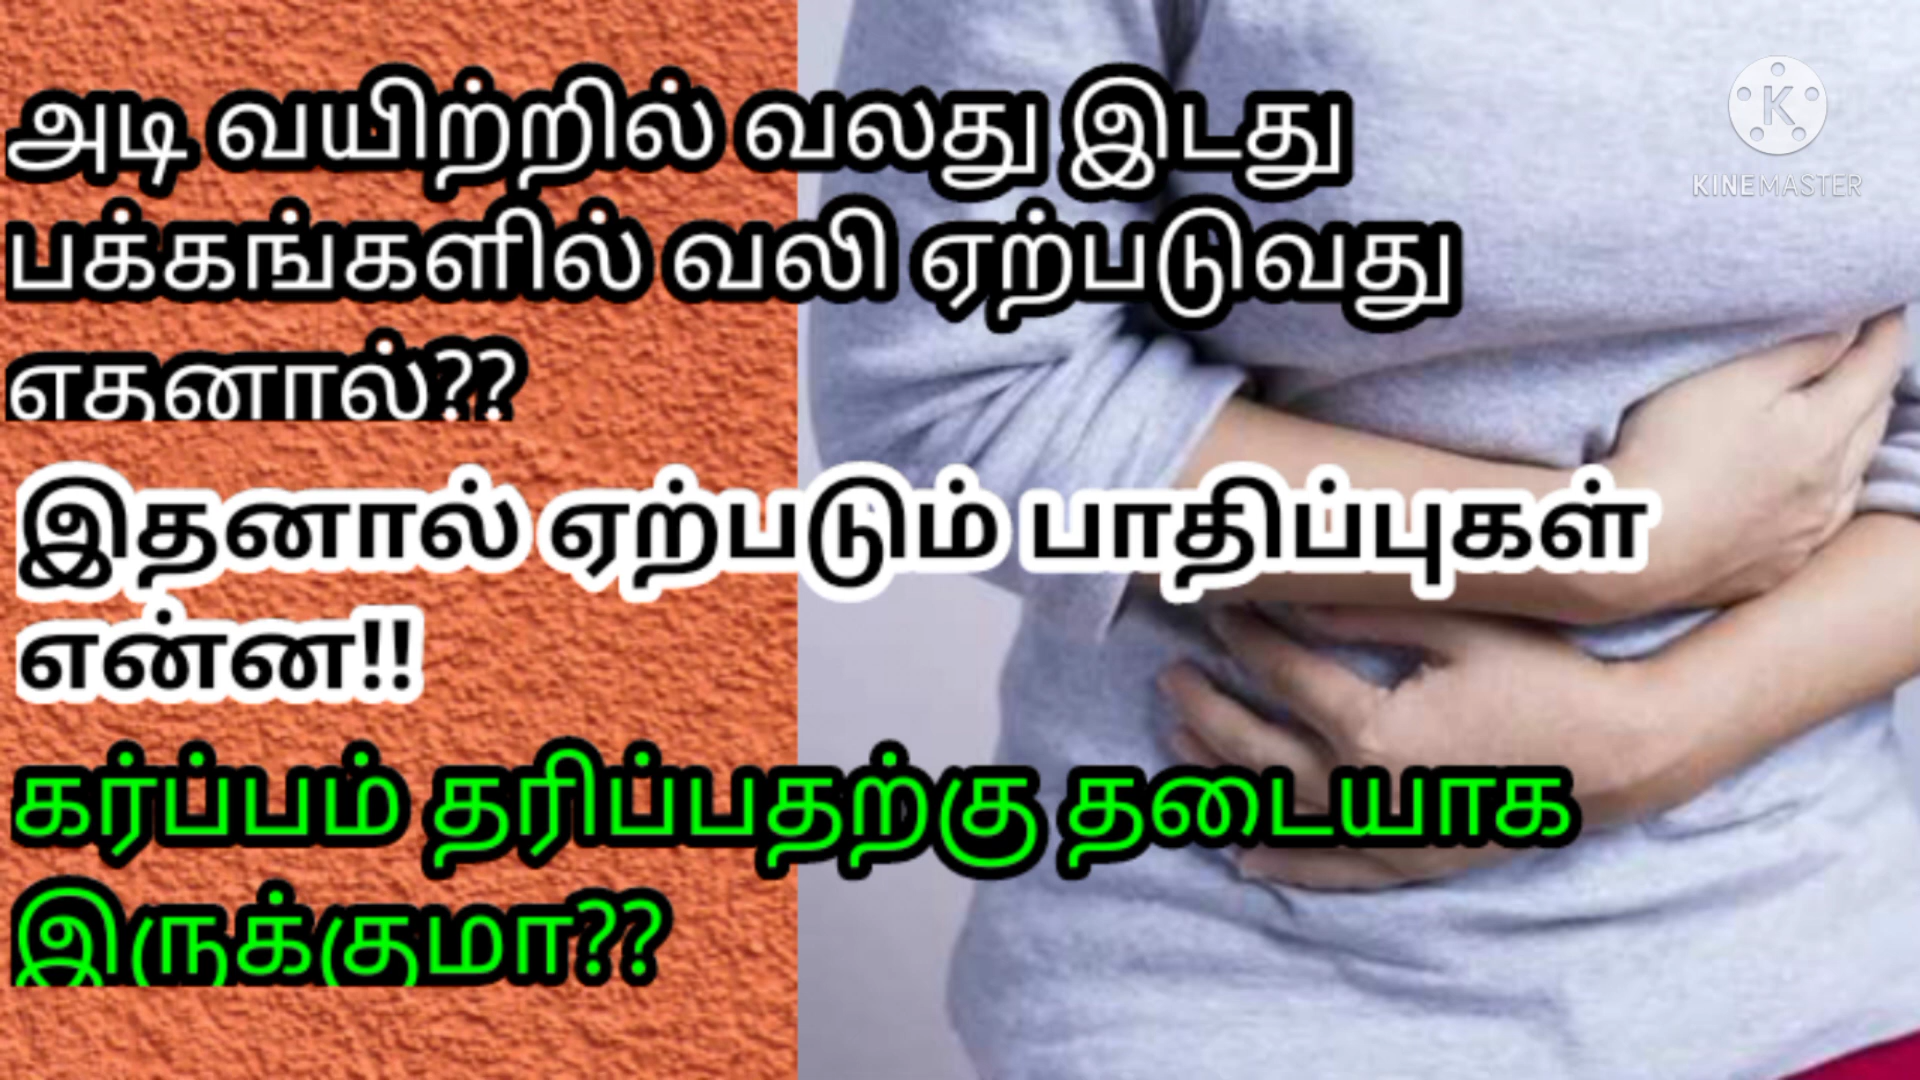 அடி வயிற்றில் வலது இடது
பக்கங்களில் வலி ஏற்படுவது
எதனால்??
இதனால் ஏற்படும் பாதிப்புகள்
என்ன!!
கர்ப்பம் தரிப்பதற்கு தடையாக
இருக்குமா??
K
KINEMASTER